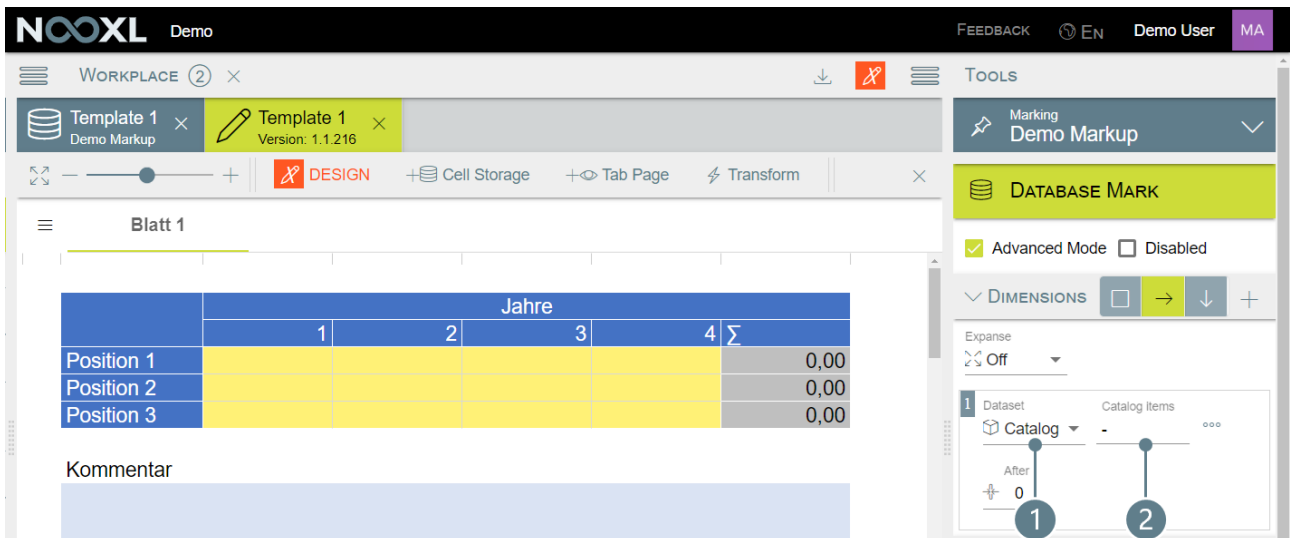 NOOXL Demo FEEDBACK EN Demo User MA
WORKPLACE 2 TOOLS
Template 1 Template 1 Marking
Demo Markup Version: 1.1.216 Demo Markup
DESIGN Cell Storage Tab Page Transform
DATABASE MARK
Blatt 1
Advanced Mode Disabled
DIMENSIONS
Jahre
1 2 3 4 Σ
Expanse
Off
Position 1 0,00
Position 2 0,00
Position 3 0,00
1 Dataset Catalog Items
Catalog -
Kommentar
After
0
1 2